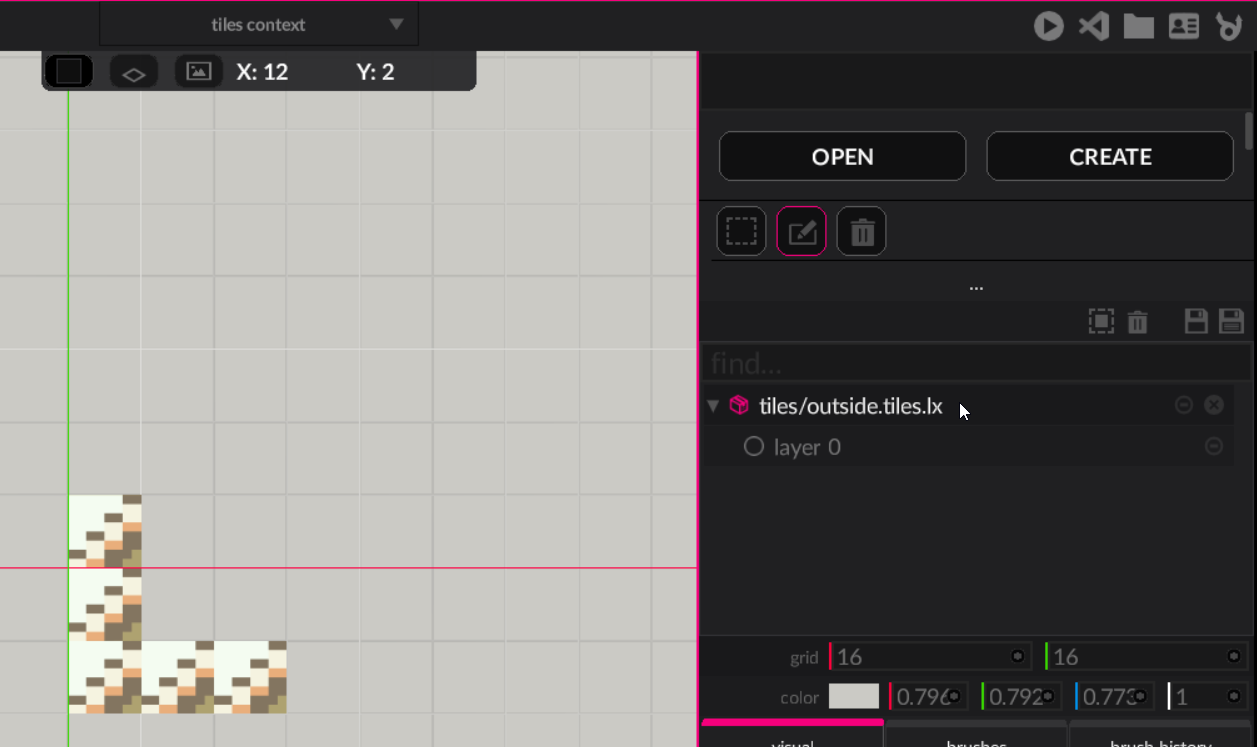 tiles context
X: 12 Y: 2
OPEN CREATE
...
find...
tiles/outside.tiles.lx
layer 0
grid 16 16
color 0.796 0.792 0.773 1
visual brushes brush history